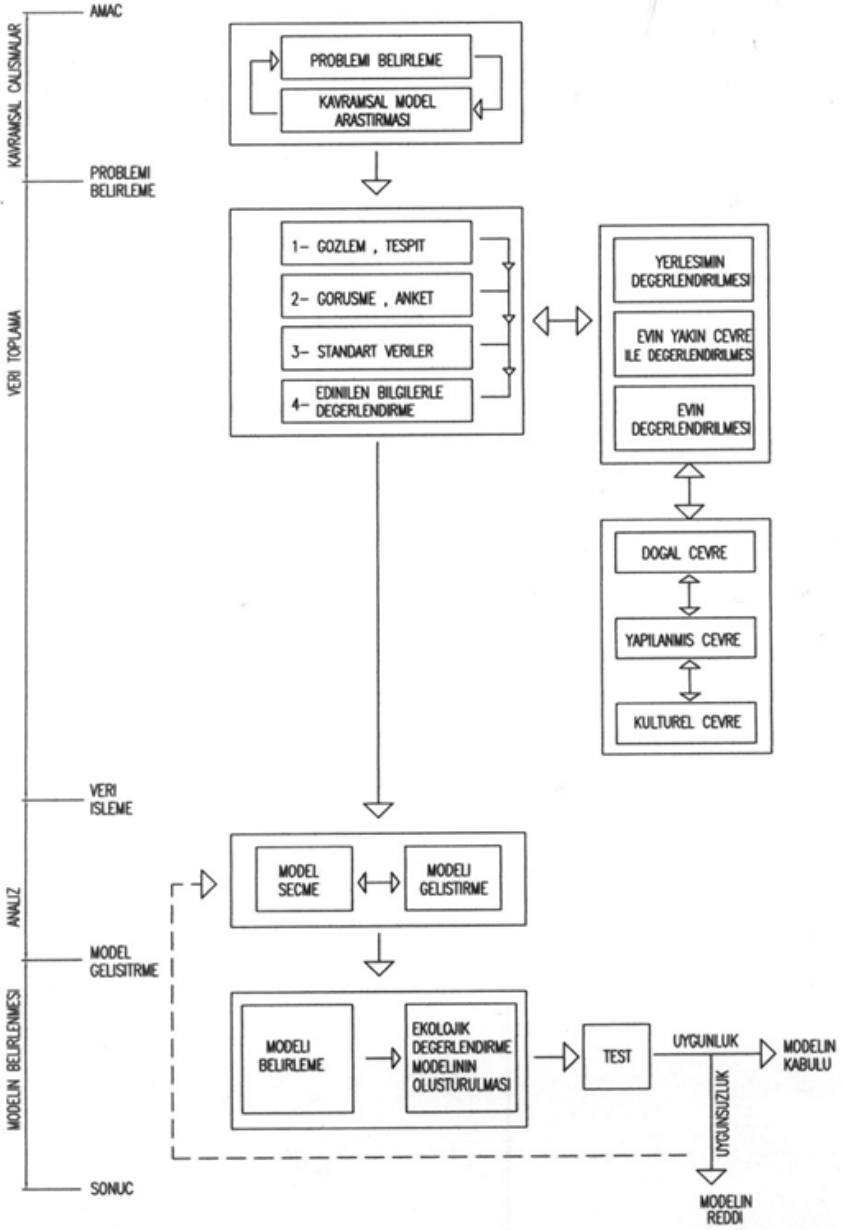 AMAC
KAVRAMSAL CALISMALAR
PROBLEMI BELIRLEME
KAVRAMSAL MODEL
ARASTIRMASI
PROBLEMI
BELIRLEME
VERI TOPLAMA
1- GOZLEM , TESPIT
2- GORUSME , ANKET
3- STANDART VERILER
4- EDINILEN BILGILERLE
DEGERLENDIRME
YERLESIMIN
DEGERLENDIRILMESI
EVIN YAKIN CEVRE
ILE DEGERLENDIRILMES
EVIN
DEGERLENDIRILMESI
DOGAL CEVRE
YAPILANMIS CEVRE
KULTUREL CEVRE
VERI
ISLEME
ANALIZ
MODEL
SECME
MODELI
GELISTIRME
MODEL
GELISITRME
MODELIN BELIRLENMESI
MODELI
BELIRLEME
EKOLOJIK
DEGERLENDIRME
MODELININ
OLUSTURULMASI
TEST
UYGUNLUK
MODELIN
KABULU
UYGUNSUZLUK
SONUC
MODELIN
REDDI